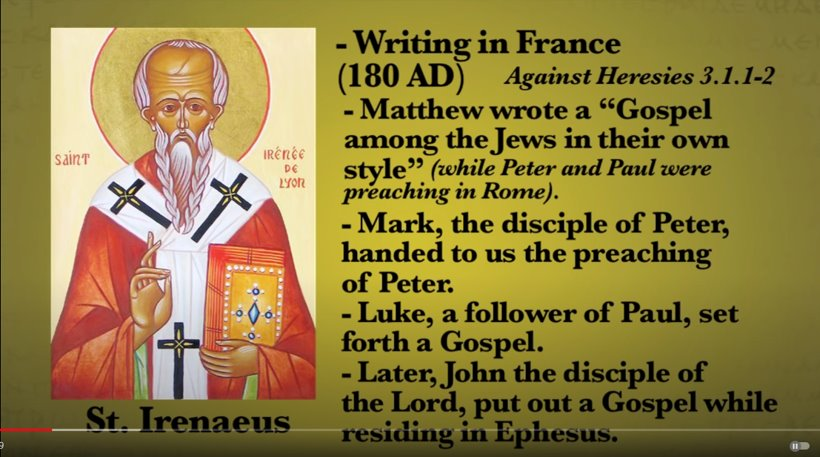 SAINT
IRÉNÉE
DE
LYON
St. Irenaeus
- Writing in France
(180 AD) Against Heresies 3.1.1-2
- Matthew wrote a “Gospel
among the Jews in their own
style” (while Peter and Paul were
preaching in Rome).
- Mark, the disciple of Peter,
handed to us the preaching
of Peter.
- Luke, a follower of Paul, set
forth a Gospel.
- Later, John the disciple of
the Lord, put out a Gospel while
residing in Ephesus.
9